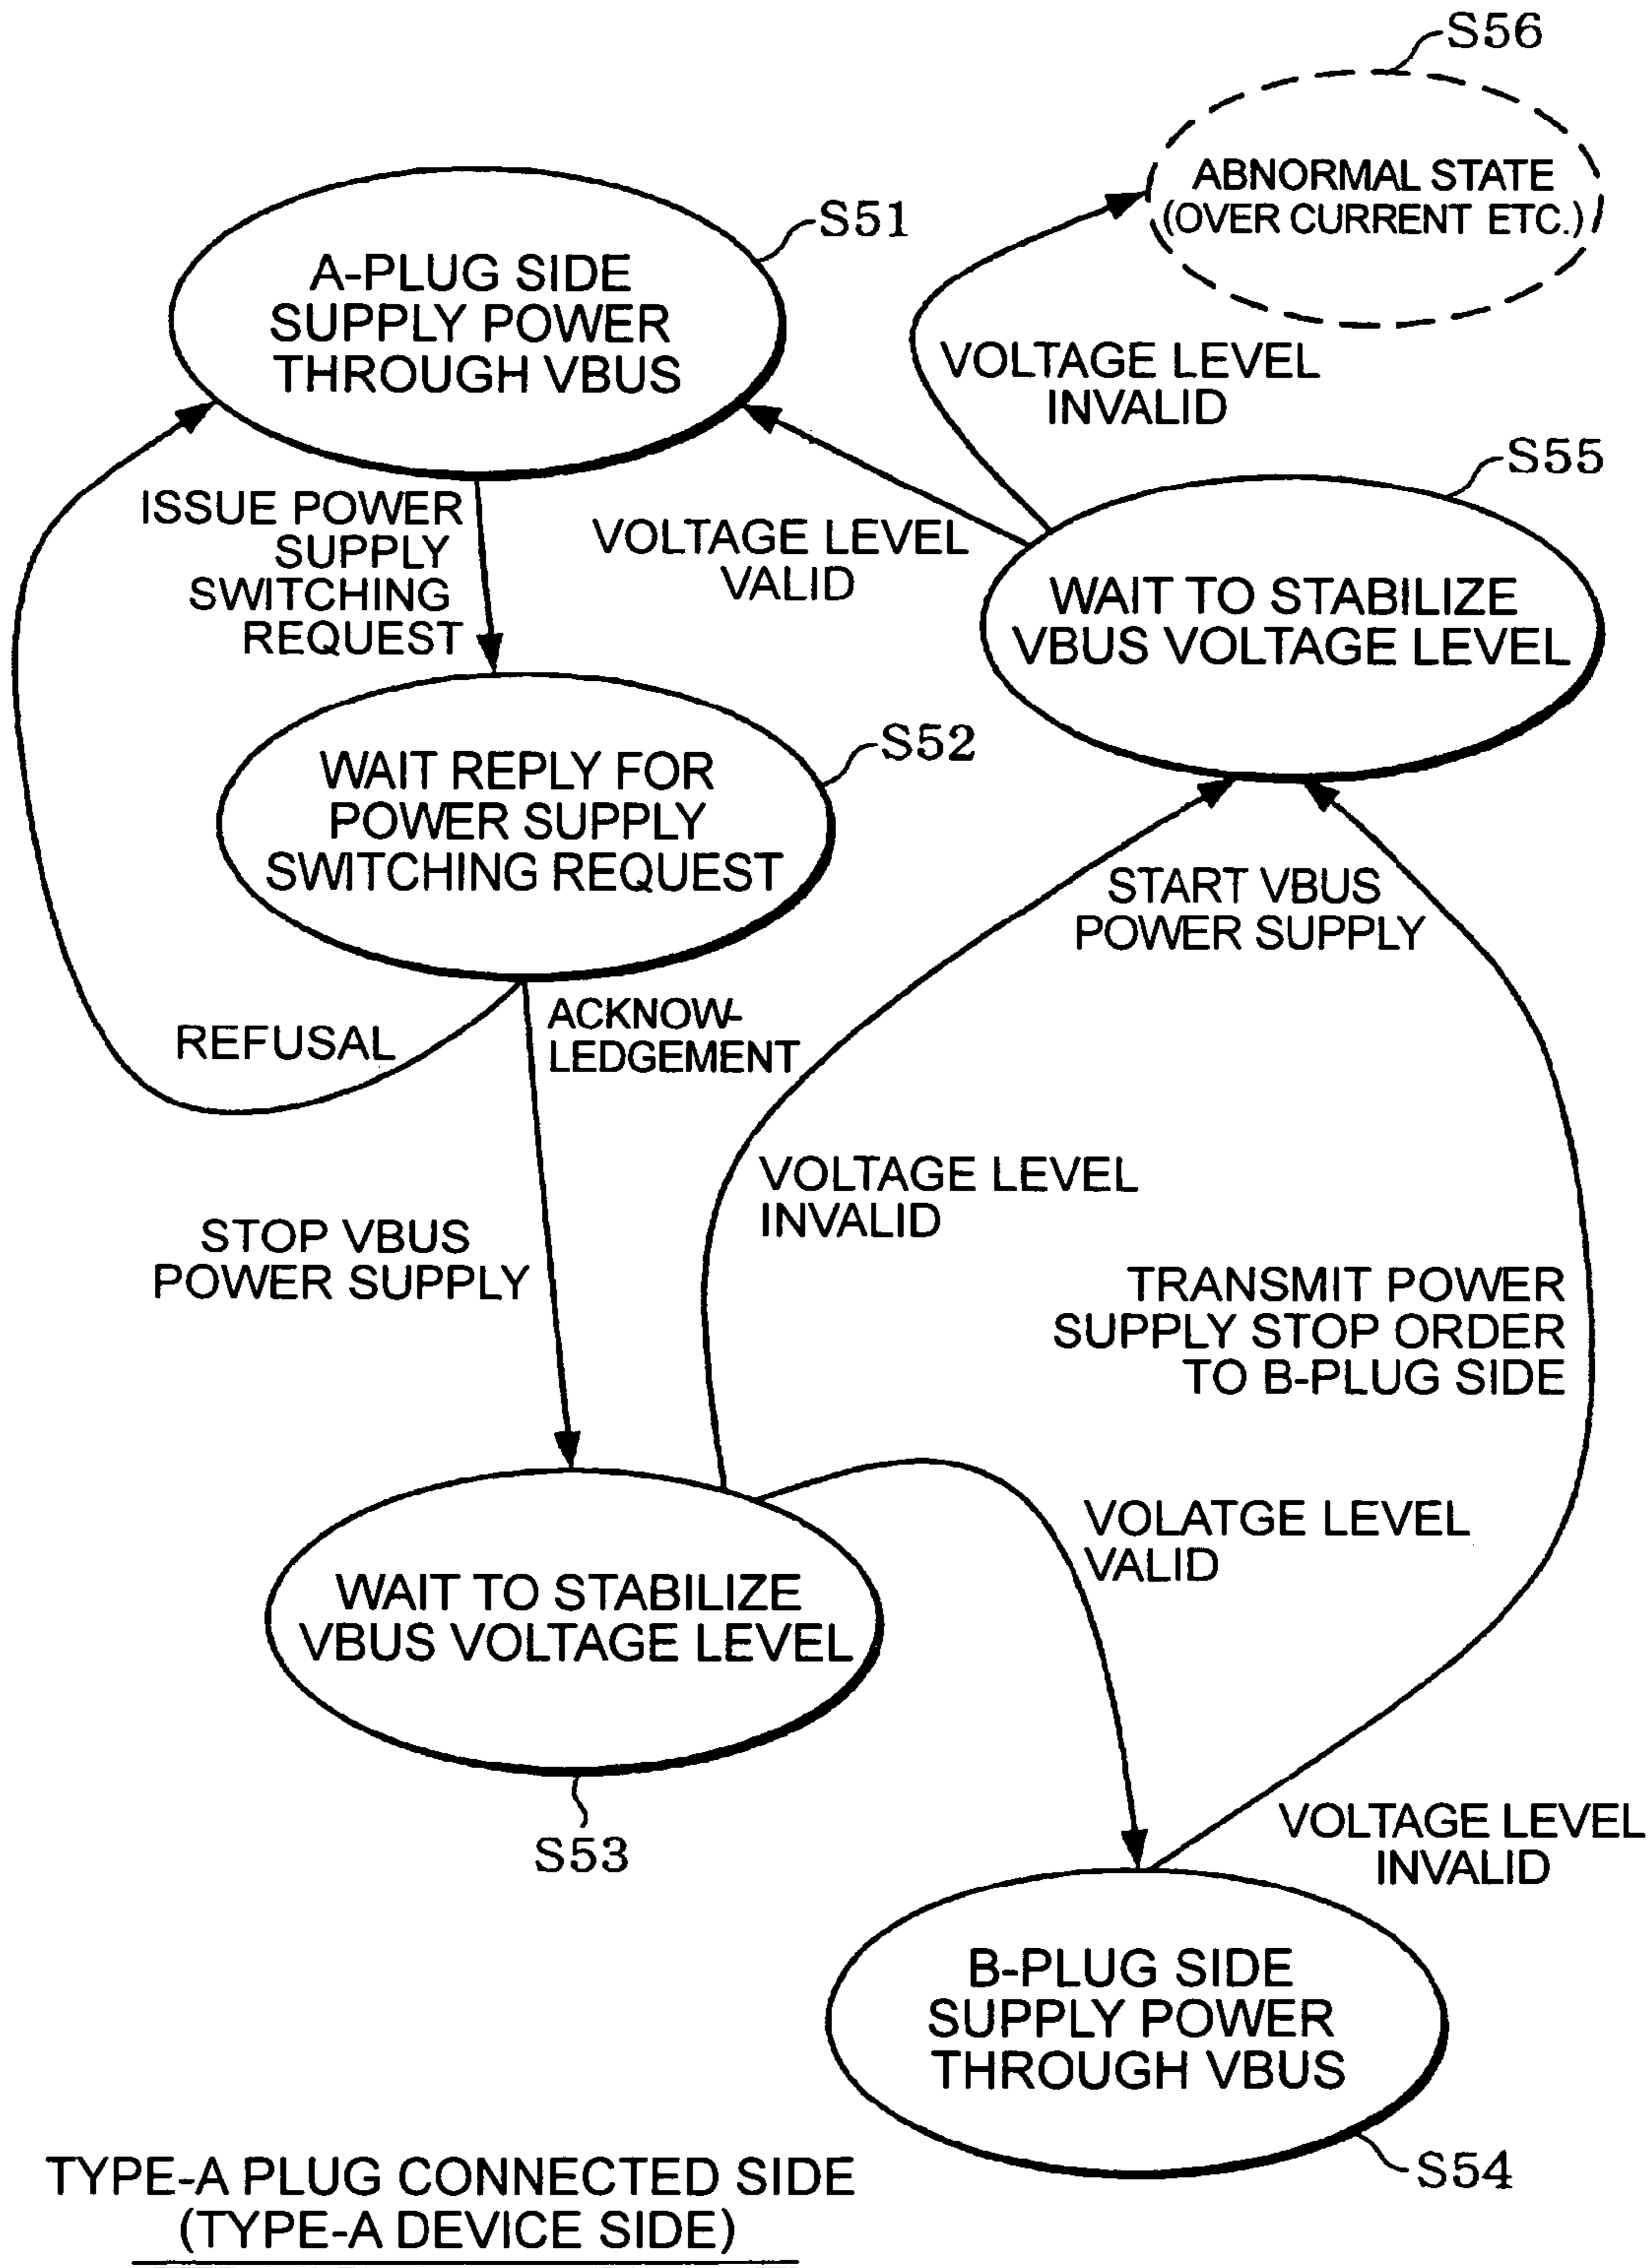 S56
ABNORMAL STATE
(OVER CURRENT ETC.)
S51
A-PLUG SIDE
SUPPLY POWER
THROUGH VBUS
VOLTAGE LEVEL
INVALID
S55
ISSUE POWER
SUPPLY
SWITCHING
REQUEST
VOLTAGE LEVEL
VALID
WAIT TO STABILIZE
VBUS VOLTAGE LEVEL
S52
WAIT REPLY FOR
POWER SUPPLY
SWITCHING REQUEST
START VBUS
POWER SUPPLY
REFUSAL
ACKNOW-
LEDGEMENT
VOLTAGE LEVEL
INVALID
STOP VBUS
POWER SUPPLY
TRANSMIT POWER
SUPPLY STOP ORDER
TO B-PLUG SIDE
VOLATGE LEVEL
VALID
WAIT TO STABILIZE
VBUS VOLTAGE LEVEL
S53
VOLTAGE LEVEL
INVALID
B-PLUG SIDE
SUPPLY POWER
THROUGH VBUS
S54
TYPE-A PLUG CONNECTED SIDE
(TYPE-A DEVICE SIDE)